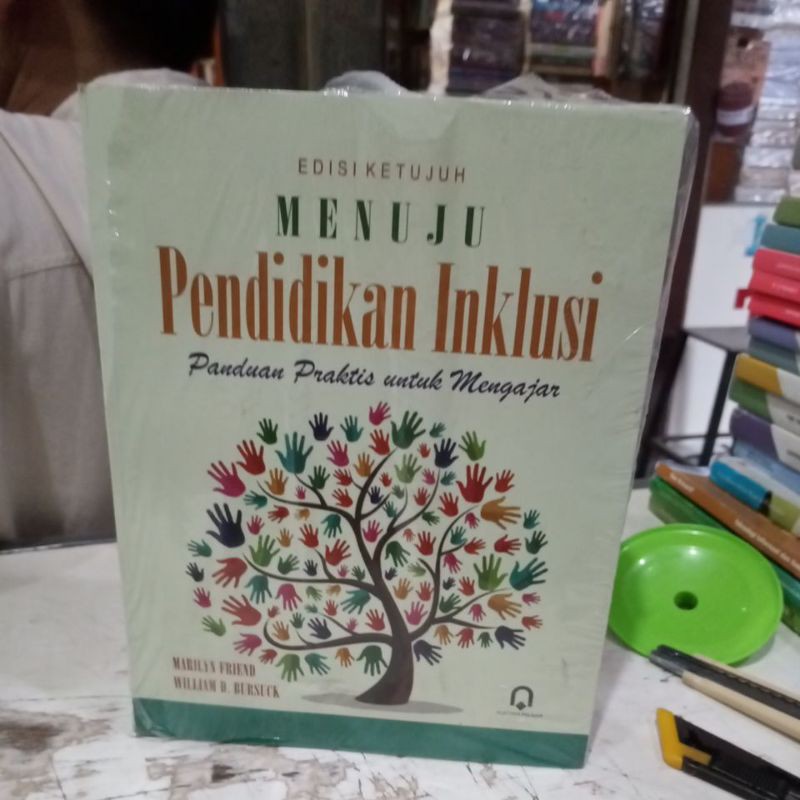 EDISI KETUJUH
MENUJU
Pendidikan Inklusi
Panduan Praktis untuk Mengajar
MARILYN FRIEND
WILLIAM D. BURSUCK